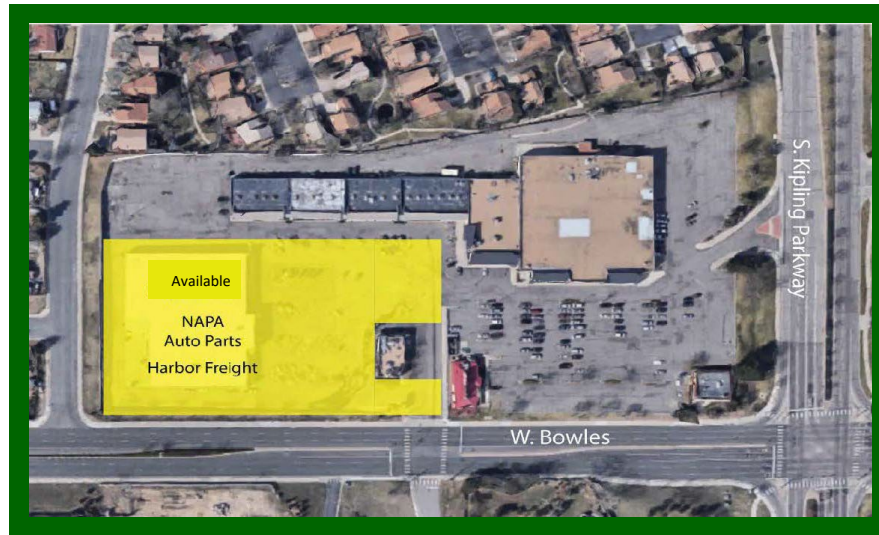 Available
NAPA
Auto Parts
Harbor Freight
S. Kipling Parkway
W. Bowles